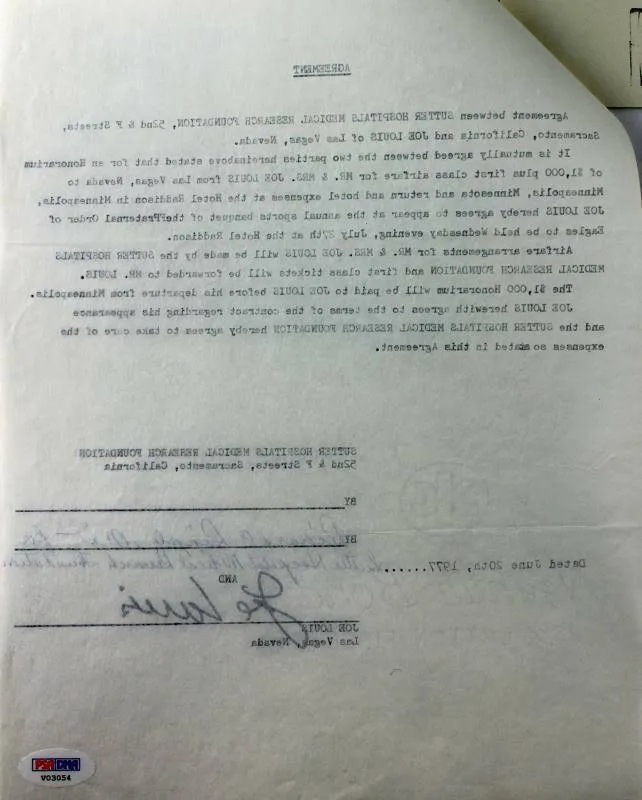 AGREEMENT
Agreement between SUTTER HOSPITALS MEDICAL RESEARCH FOUNDATION, 52nd & F Streets,
Sacramento, California and JOE LOUIS of Las Vegas, Nevada.
It is mutually agreed between the two parties hereinabove stated that for an Honorarium
of $1,000 plus first class airfare for MR. & MRS. JOE LOUIS from Las Vegas, Nevada to
Minneapolis, Minnesota and return and hotel expenses at the Hotel Raddison in Minneapolis,
JOE LOUIS hereby agrees to appear at the annual sports banquet of the Fraternal Order of
Eagles to be held Wednesday evening, July 27th at the Hotel Raddison.
Airfare arrangements for MR. & MRS. JOE LOUIS will be made by the SUTTER HOSPITALS
MEDICAL RESEARCH FOUNDATION and first class tickets will be forwarded to MR. LOUIS.
The $1,000 Honorarium will be paid to JOE LOUIS before his departure from Minneapolis.
JOE LOUIS herewith agrees to the terms of the contract regarding his appearance
and the SUTTER HOSPITALS MEDICAL RESEARCH FOUNDATION hereby agrees to take care of the
expenses so stated in this Agreement.
SUTTER HOSPITALS MEDICAL RESEARCH FOUNDATION
52nd & F Streets, Sacramento, California
BY
BY
Dated June 20th, 1977......
Hospital Medical Research Foundation
AND
Joe Louis
JOE LOUIS
Las Vegas, Nevada
PSA DNA
V03054